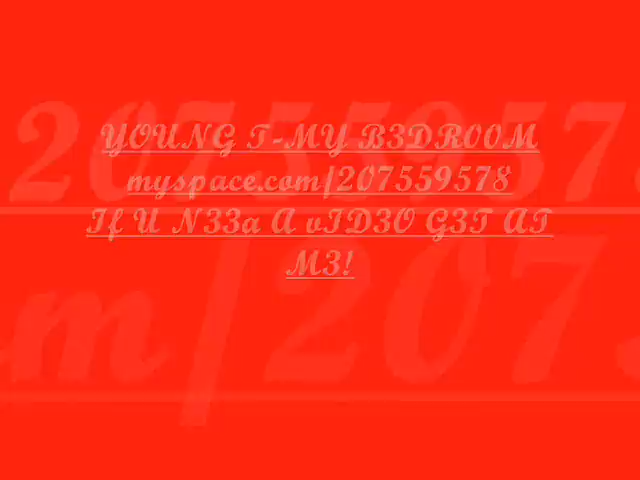 YOUNG T-MY B3DR00M
myspace.com/207559578
If U N33a A vID3O G3T AT
M3!